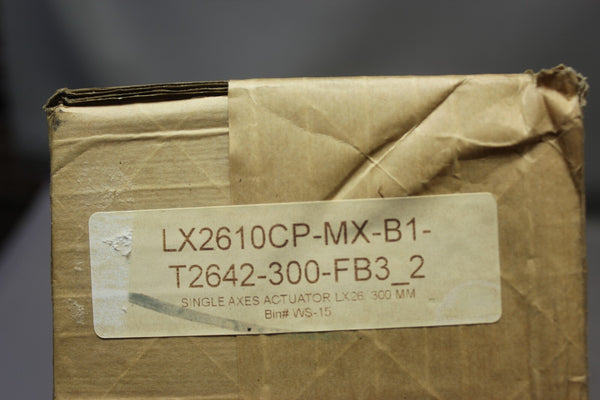 LX2610CP-MX-B1-
T2642-300-FB3_2
SINGLE AXES ACTUATOR LX26 300 MM
Bin# WS-15